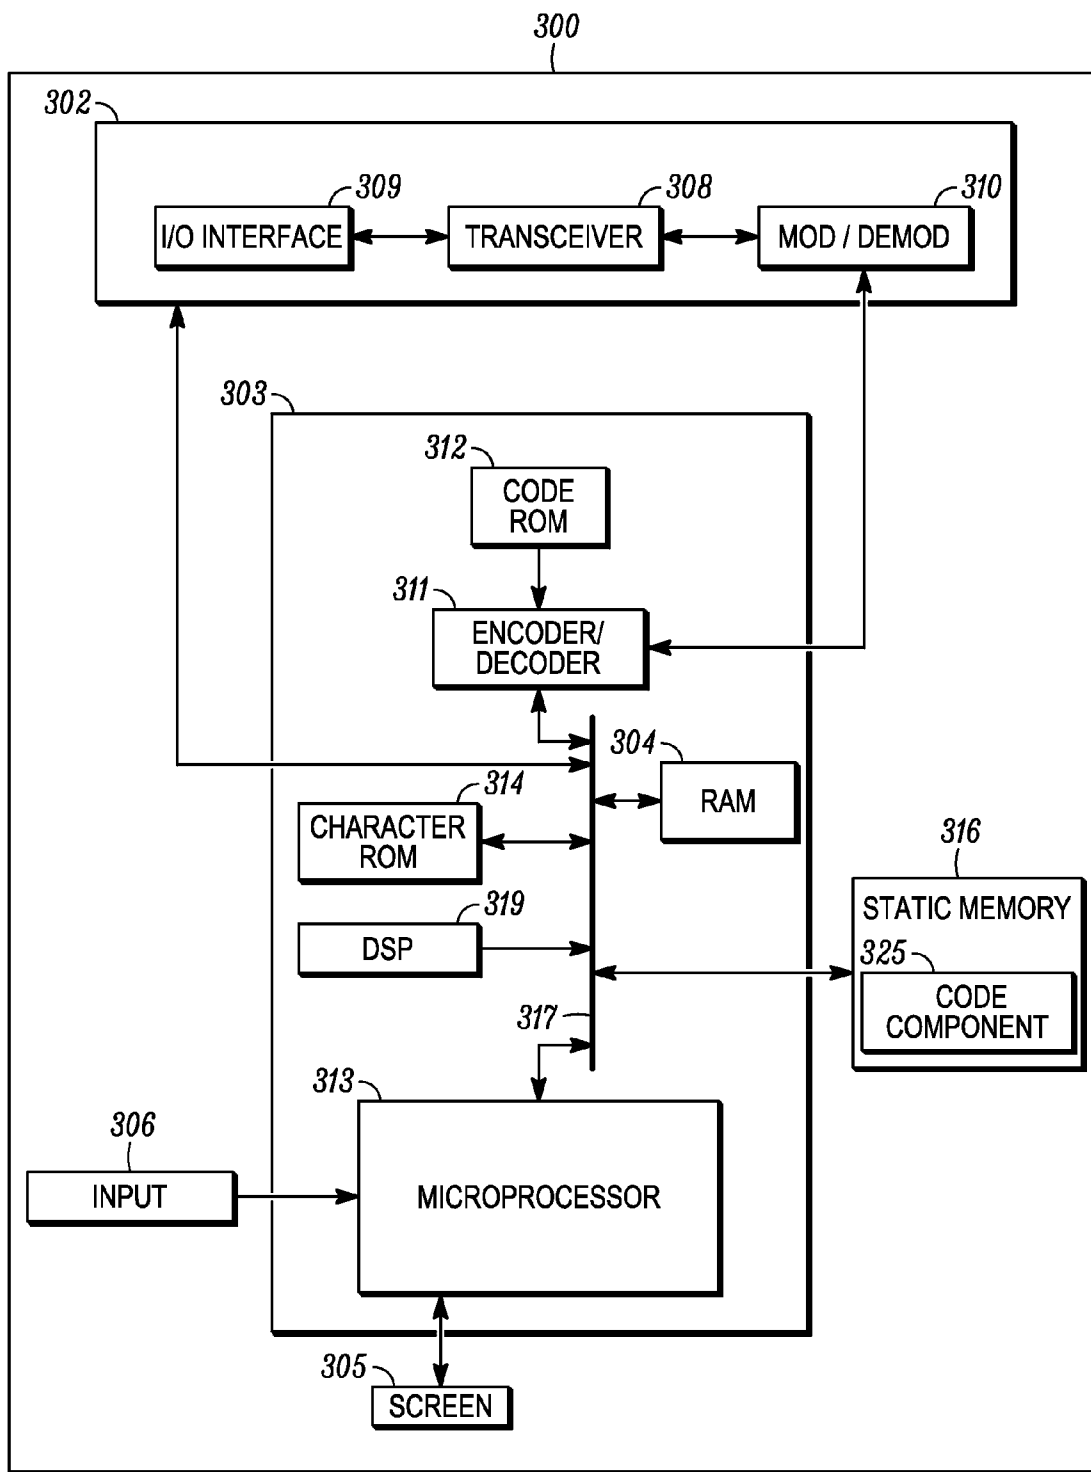 300
302
309
308
310
I/O INTERFACE
TRANSCEIVER
MOD / DEMOD
303
312
CODE
ROM
311
ENCODER/
DECODER
304
RAM
314
CHARACTER
ROM
316
STATIC MEMORY
319
DSP
325
CODE
COMPONENT
317
313
MICROPROCESSOR
306
INPUT
305
SCREEN